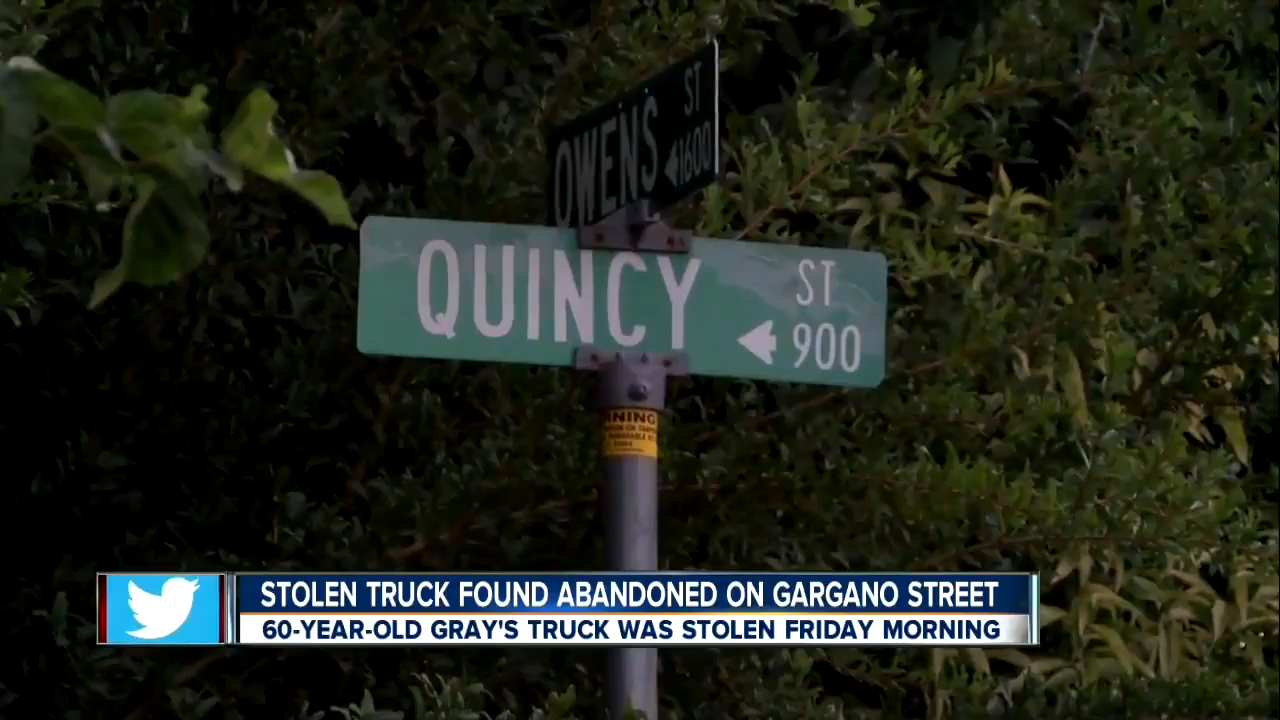 OWENS ST
1600
QUINCY ST
900
NING
STOLEN TRUCK FOUND ABANDONED ON GARGANO STREET
60-YEAR-OLD GRAY'S TRUCK WAS STOLEN FRIDAY MORNING